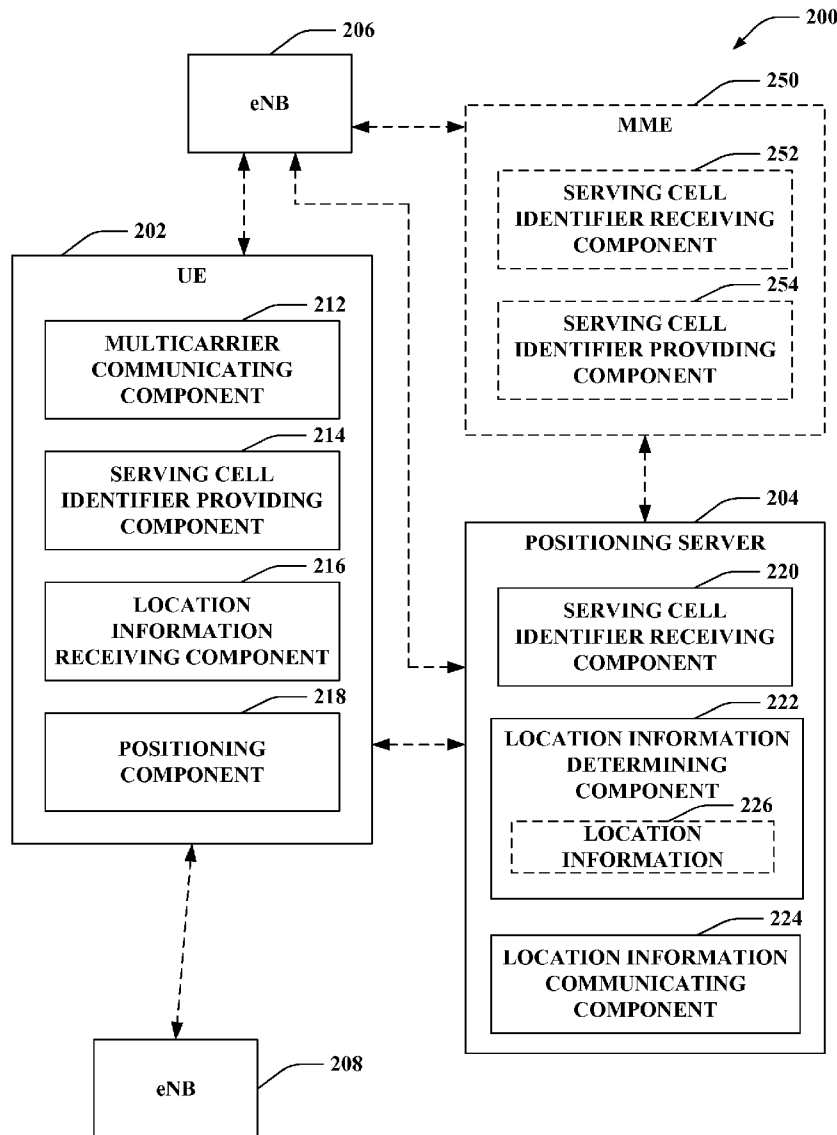 200
206
eNB
250
MME
252
SERVING CELL
IDENTIFIER RECEIVING
COMPONENT
254
SERVING CELL
IDENTIFIER PROVIDING
COMPONENT
202
UE
212
MULTICARRIER
COMMUNICATING
COMPONENT
214
SERVING CELL
IDENTIFIER PROVIDING
COMPONENT
216
LOCATION
INFORMATION
RECEIVING COMPONENT
218
POSITIONING
COMPONENT
204
POSITIONING SERVER
220
SERVING CELL
IDENTIFIER RECEIVING
COMPONENT
222
LOCATION INFORMATION
DETERMINING
COMPONENT
226
LOCATION
INFORMATION
224
LOCATION INFORMATION
COMMUNICATING
COMPONENT
eNB
208